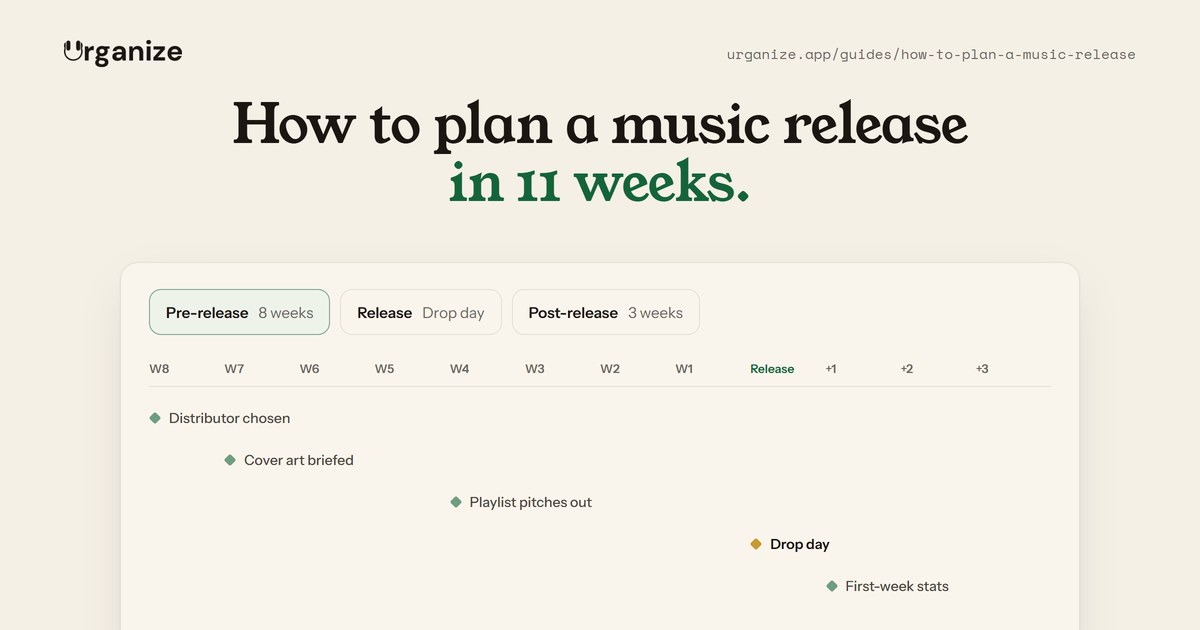 Urganize
urganize.app/guides/how-to-plan-a-music-release
How to plan a music release
in 11 weeks.
Pre-release 8 weeks Release Drop day Post-release 3 weeks
W8 W7 W6 W5 W4 W3 W2 W1 Release +1 +2 +3
Distributor chosen
Cover art briefed
Playlist pitches out
Drop day
First-week stats